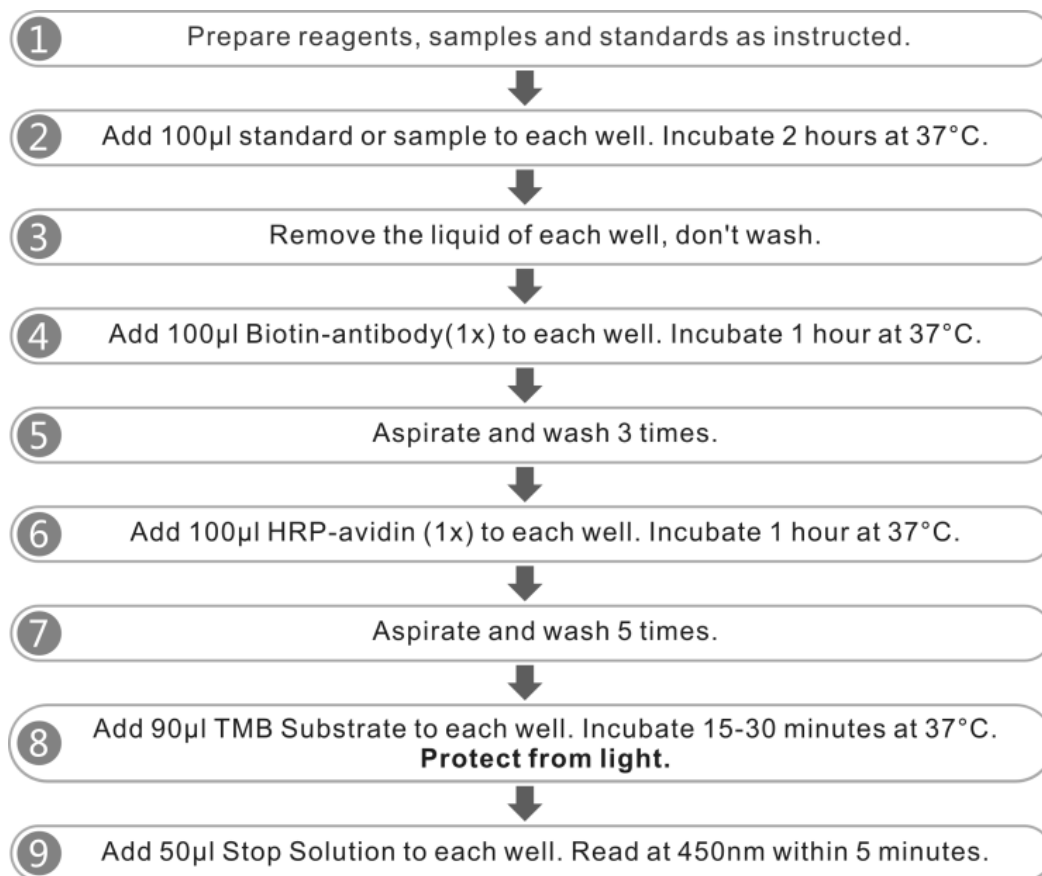 1 Prepare reagents, samples and standards as instructed.
2 Add 100μl standard or sample to each well. Incubate 2 hours at 37°C.
3 Remove the liquid of each well, don't wash.
4 Add 100μl Biotin-antibody(1x) to each well. Incubate 1 hour at 37°C.
5 Aspirate and wash 3 times.
6 Add 100μl HRP-avidin (1x) to each well. Incubate 1 hour at 37°C.
7 Aspirate and wash 5 times.
8 Add 90μl TMB Substrate to each well. Incubate 15-30 minutes at 37°C.
Protect from light.
9 Add 50μl Stop Solution to each well. Read at 450nm within 5 minutes.